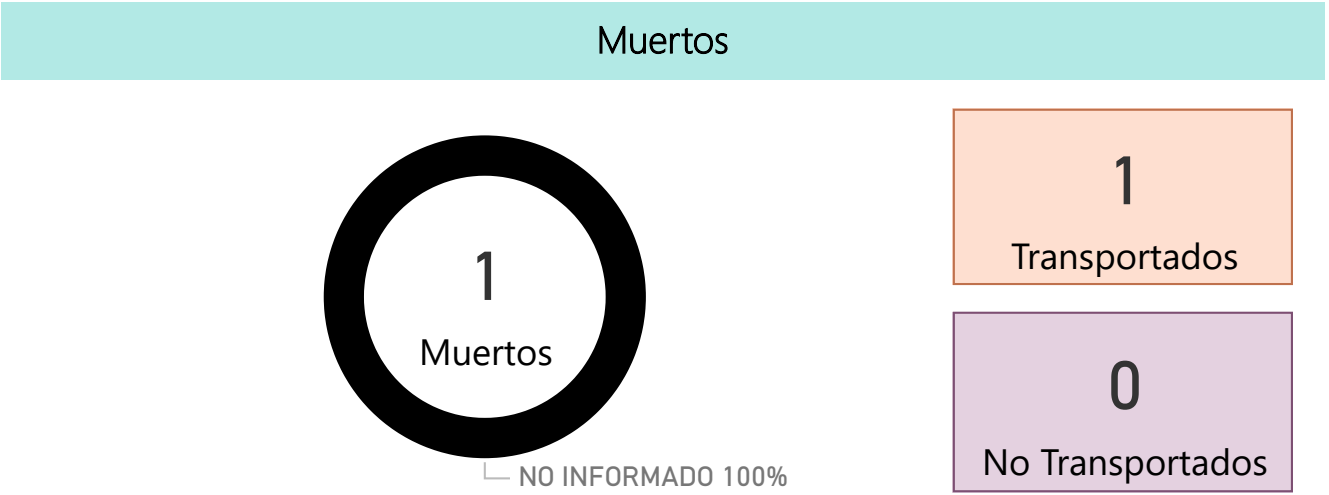 Muertos
1
Muertos
NO INFORMADO 100%
1
Transportados
0
No Transportados